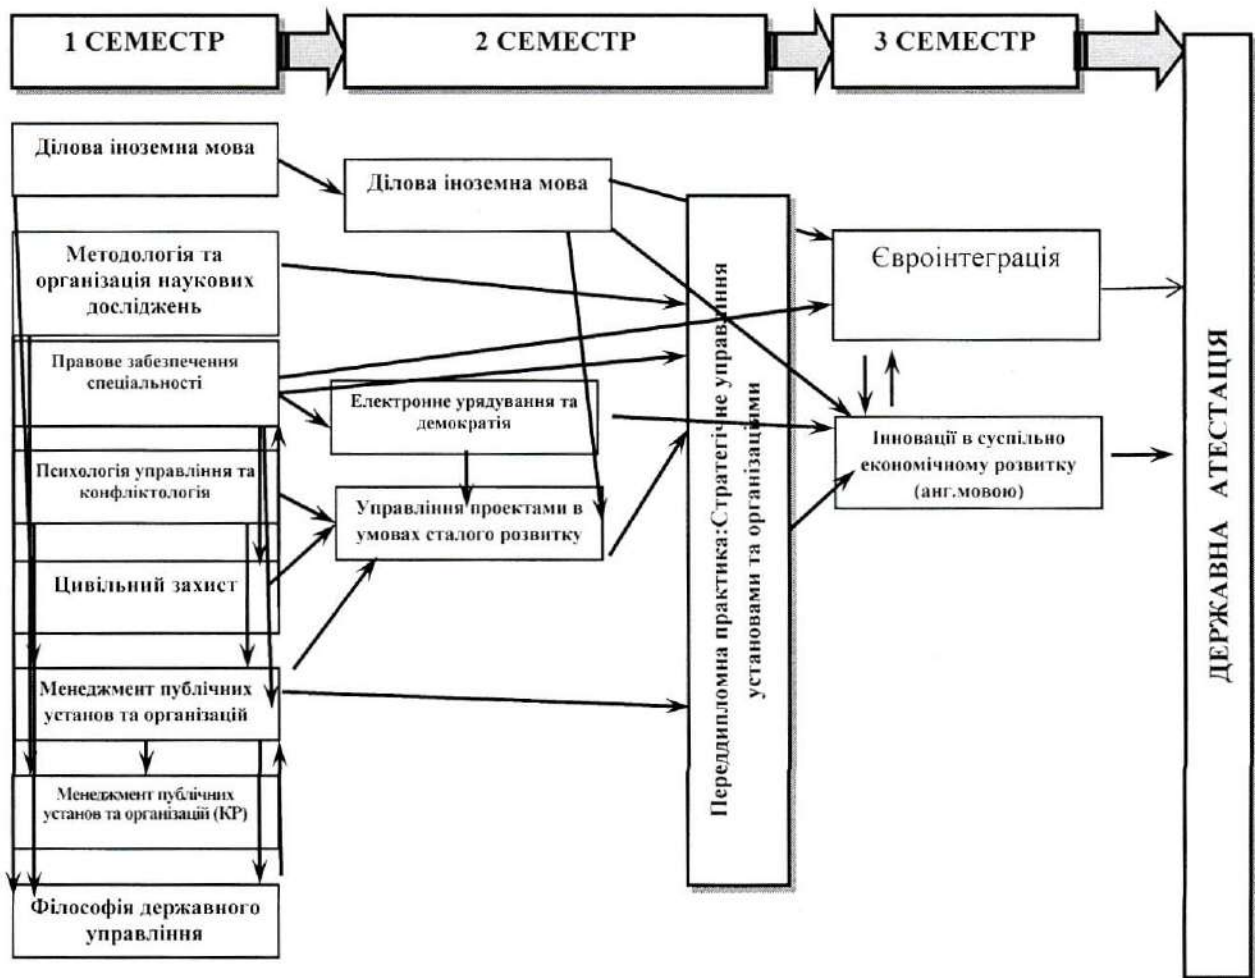 1 СЕМЕСТР
2 СЕМЕСТР
3 СЕМЕСТР
Ділова іноземна мова
Методологія та
організація наукових
досліджень
Правове забезпечення
спеціальності
Психологія управління та
конфліктологія
Цивільний захист
Менеджмент публічних
установ та організацій
Менеджмент публічних
установ та організацій (КР)
Філософія державного
управління
Ділова іноземна мова
Електронне урядування та
демократія
Управління проектами в
умовах сталого розвитку
Переддипломна практика:Стратегічне управління
установами та організаціями
Євроінтеграція
Інновації в суспільно
економічному розвитку
(анг.мовою)
ДЕРЖАВНА АТЕСТАЦІЯ